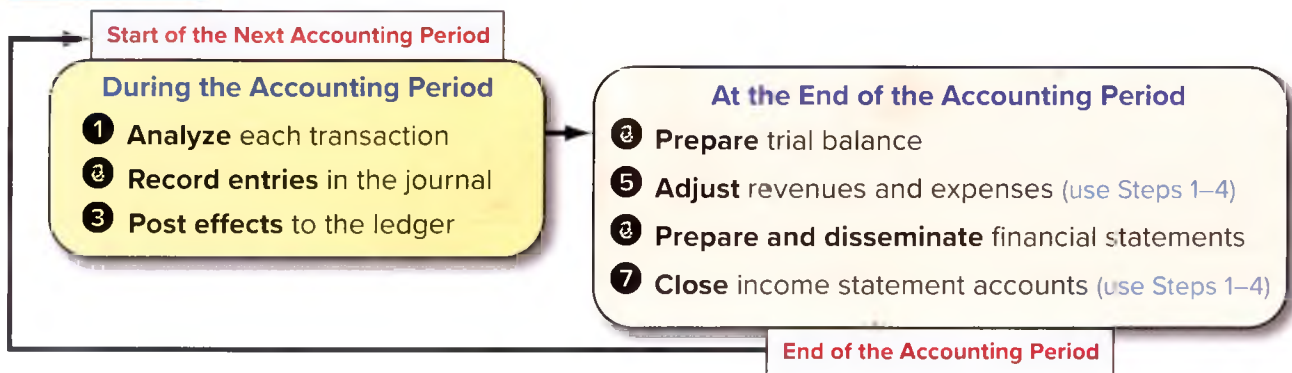 Start of the Next Accounting Period
During the Accounting Period
1 Analyze each transaction
Record entries in the journal
3 Post effects to the ledger
At the End of the Accounting Period
Prepare trial balance
5 Adjust revenues and expenses (use Steps 1–4)
Prepare and disseminate financial statements
7 Close income statement accounts (use Steps 1–4)
End of the Accounting Period